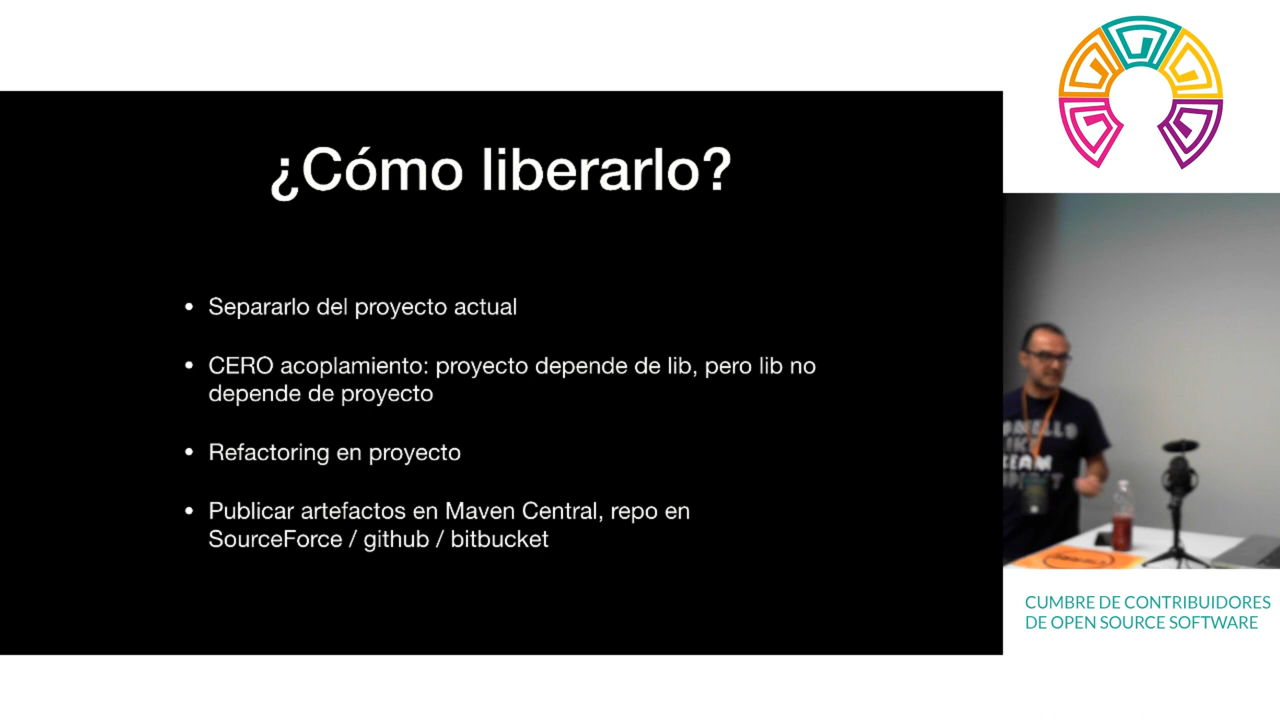 ¿Cómo liberarlo?
• Separarlo del proyecto actual
• CERO acoplamiento: proyecto depende de lib, pero lib no
depende de proyecto
• Refactoring en proyecto
• Publicar artefactos en Maven Central, repo en
SourceForce / github / bitbucket
CUMBRE DE CONTRIBUIDORES
DE OPEN SOURCE SOFTWARE